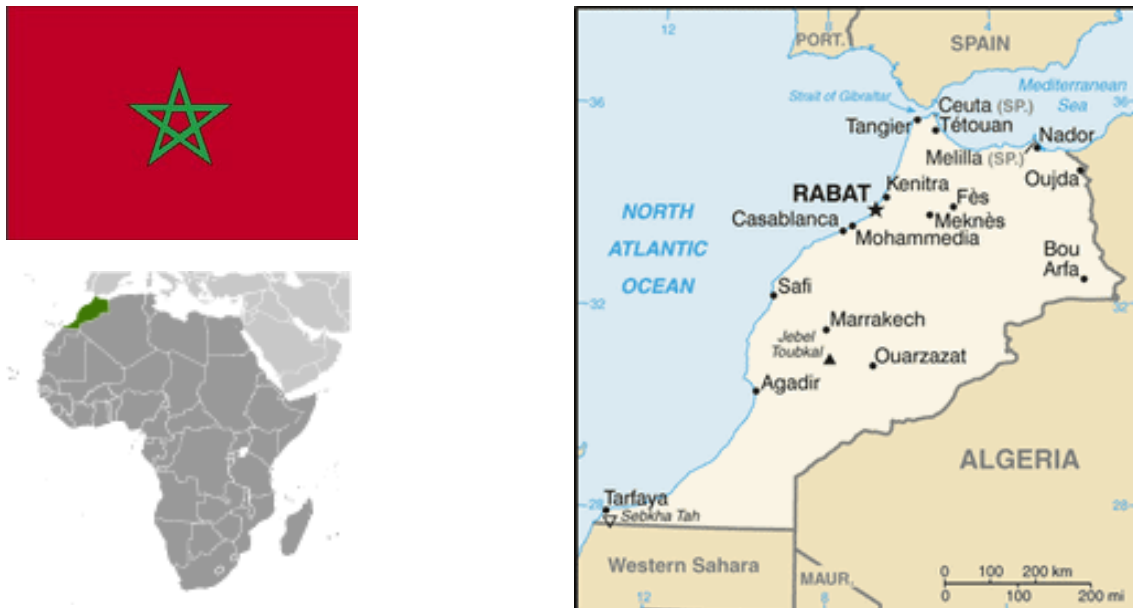 12
8
4
PORT.
SPAIN
Strait of Gibraltar
Mediterranean
Sea
36
36
Ceuta (SP.)
Tangier
Tétouan
Nador
Melilla (SP.)
Oujda
Kenitra
RABAT
Fès
Casablanca
Meknès
Mohammedia
NORTH
ATLANTIC
OCEAN
Bou
Arfa
Safi
32
32
Marrakech
Jebel
Toubkal
Ouarzazat
Agadir
ALGERIA
Tarfaya
28
28
Sebkha Tah
Western Sahara
MAUR.
0 100 200 km
0 100 200 mi
12
8